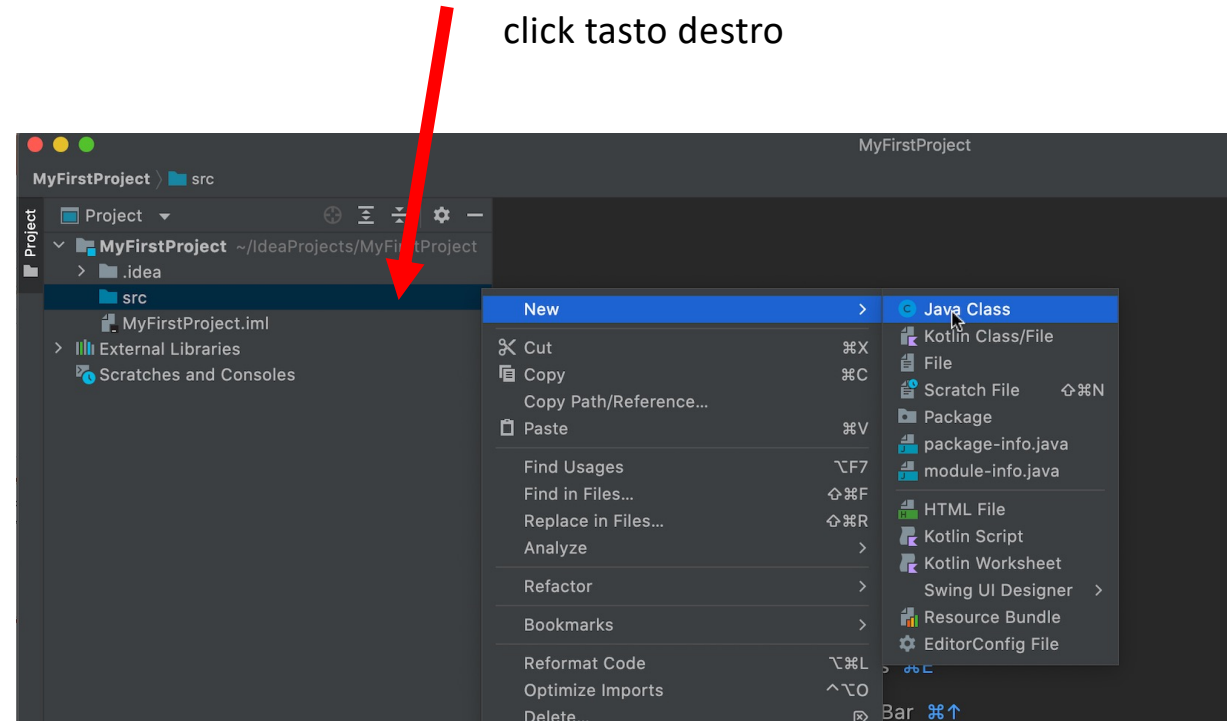 click tasto destro
MyFirstProject
MyFirstProject 〉 src
Project
Project
MyFirstProject ~/IdeaProjects/MyFirstProject
.idea
src
MyFirstProject.iml
External Libraries
Scratches and Consoles
New
Cut ⌘X
Copy ⌘C
Copy Path/Reference...
Paste ⌘V
Find Usages ⌥F7
Find in Files... ⇧⌘F
Replace in Files... ⇧⌘R
Analyze
Refactor
Bookmarks
Reformat Code ⌥⌘L
Optimize Imports ⌃⌥O
Delete... ⌦
Java Class
Kotlin Class/File
File
Scratch File ⇧⌘N
Package
package-info.java
module-info.java
HTML File
Kotlin Script
Kotlin Worksheet
Swing UI Designer
Resource Bundle
EditorConfig File
s ⌘E
Bar ⌘↑